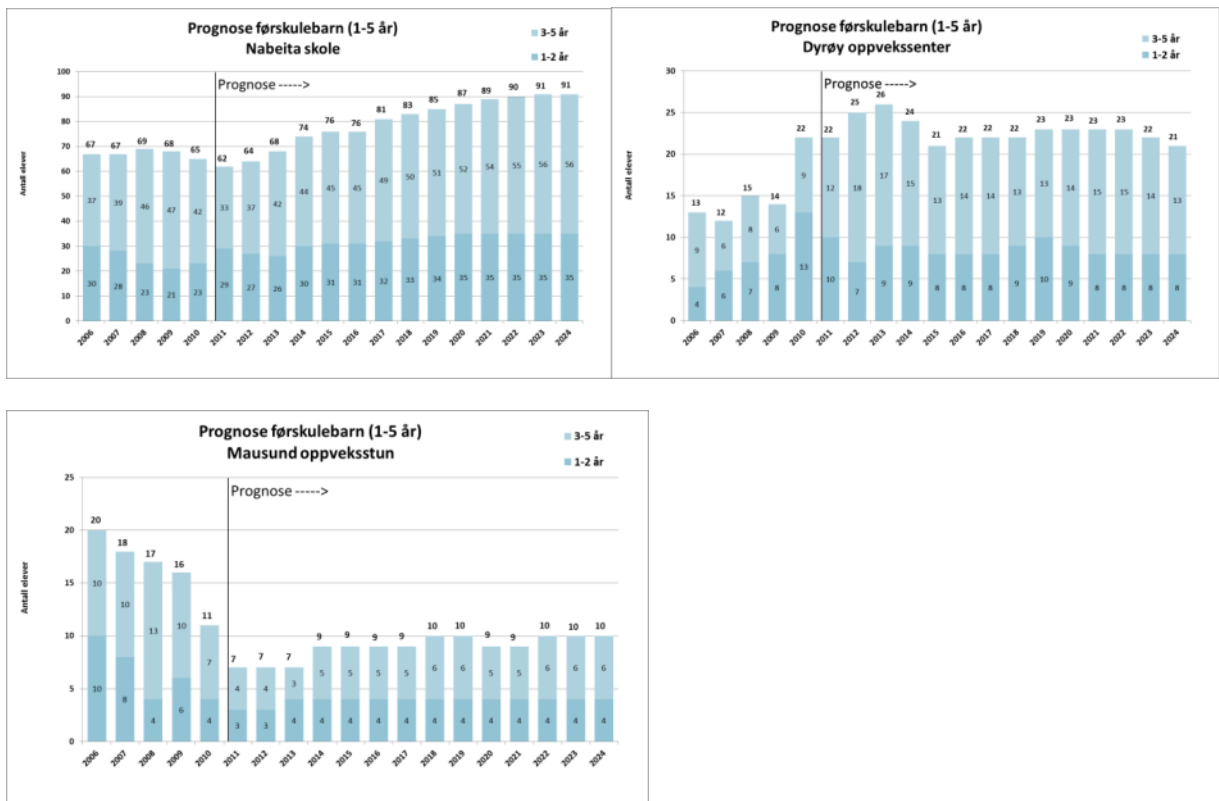 Prognose førskulebarn (1-5 år)
Nabeita skole
3-5 år
1-2 år
Prognose ----->
Antall elever
100
90
80
70
60
50
40
30
20
10
0
67 67 69 68 65 62 64 68 74 76 76 81 83 85 87 89 90 91 91
37 39 46 47 42 33 37 42 44 45 45 49 50 51 52 54 55 56 56
30 28 23 21 23 29 27 26 30 31 31 32 33 34 35 35 35 35 35
2006 2007 2008 2009 2010 2011 2012 2013 2014 2015 2016 2017 2018 2019 2020 2021 2022 2023 2024
Prognose førskulebarn (1-5 år)
Dyrøy oppvekssenter
3-5 år
1-2 år
Prognose ----->
Antall elever
30
25
20
15
10
5
0
13 12 15 14 22 22 25 26 24 21 22 22 22 23 23 23 23 22 21
9 6 8 6 9 12 18 17 15 13 14 14 13 13 14 15 15 14 13
4 6 7 8 13 10 7 9 9 8 8 8 9 10 9 8 8 8 8
2006 2007 2008 2009 2010 2011 2012 2013 2014 2015 2016 2017 2018 2019 2020 2021 2022 2023 2024
Prognose førskulebarn (1-5 år)
Mausund oppveksstun
3-5 år
1-2 år
Prognose ----->
Antall elever
25
20
15
10
5
0
20 18 17 16 11 7 7 7 9 9 9 9 10 10 9 9 10 10 10
10 10 13 10 7 4 4 3 5 5 5 5 6 6 5 5 6 6 6
10 8 4 6 4 3 3 4 4 4 4 4 4 4 4 4 4 4 4
2006 2007 2008 2009 2010 2011 2012 2013 2014 2015 2016 2017 2018 2019 2020 2021 2022 2023 2024